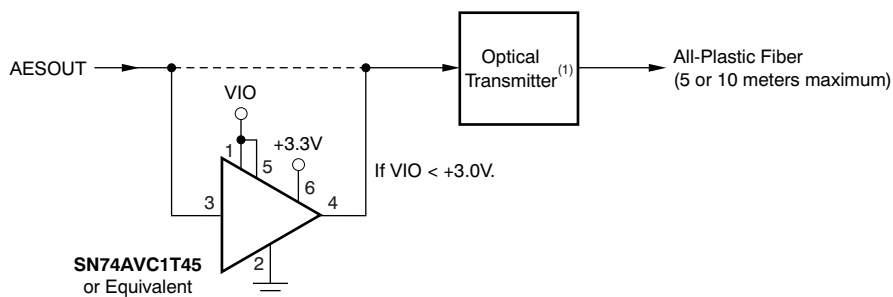 AESOUT
Optical
Transmitter(1)
All-Plastic Fiber
(5 or 10 meters maximum)
VIO
+3.3V
1
5
6
If VIO < +3.0V.
3
4
2
SN74AVC1T45
or Equivalent